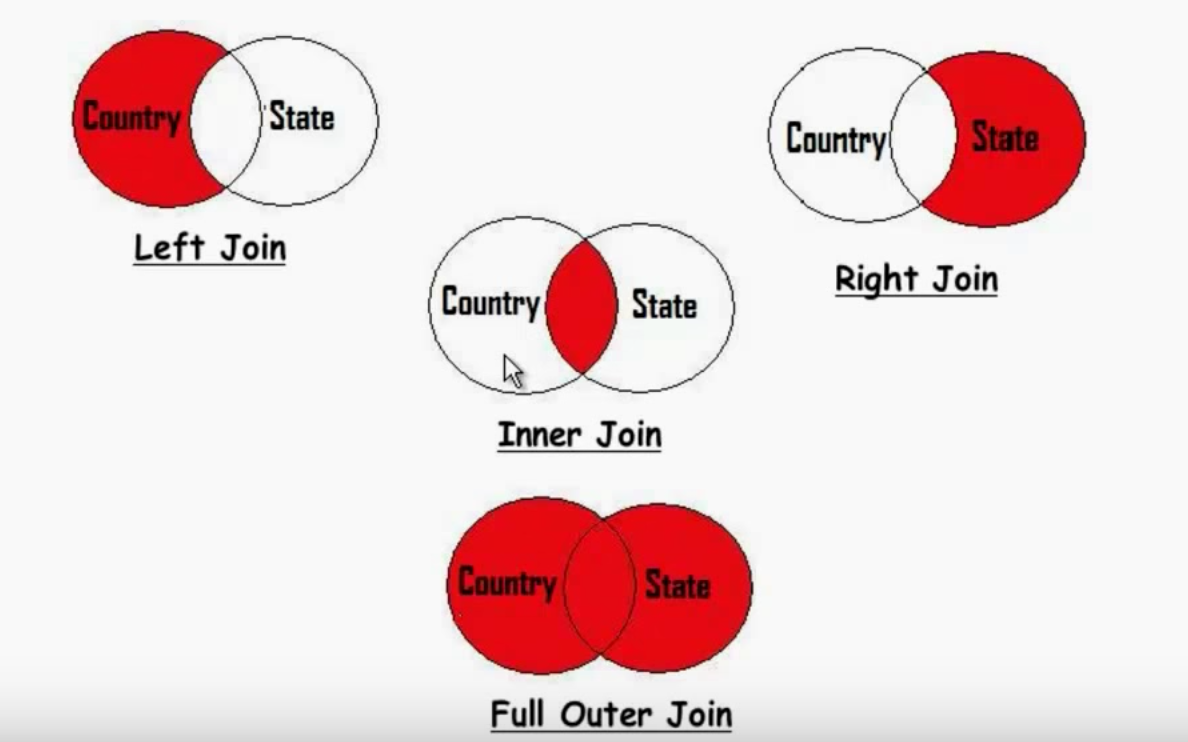 Country State
Left Join
Country State
Right Join
Country State
Inner Join
Country State
Full Outer Join